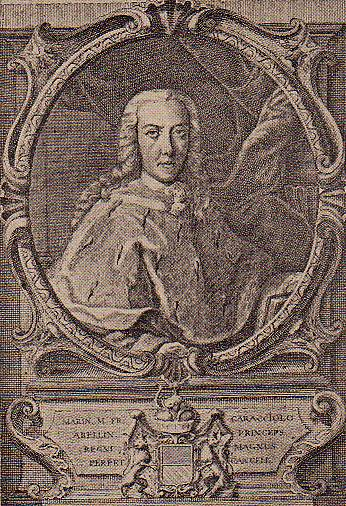 MARIN. M. FR. CARACCIOLO
ABELLIN. PRINCEPS
REGNI MAGNUS
PERPET. CANCELL.